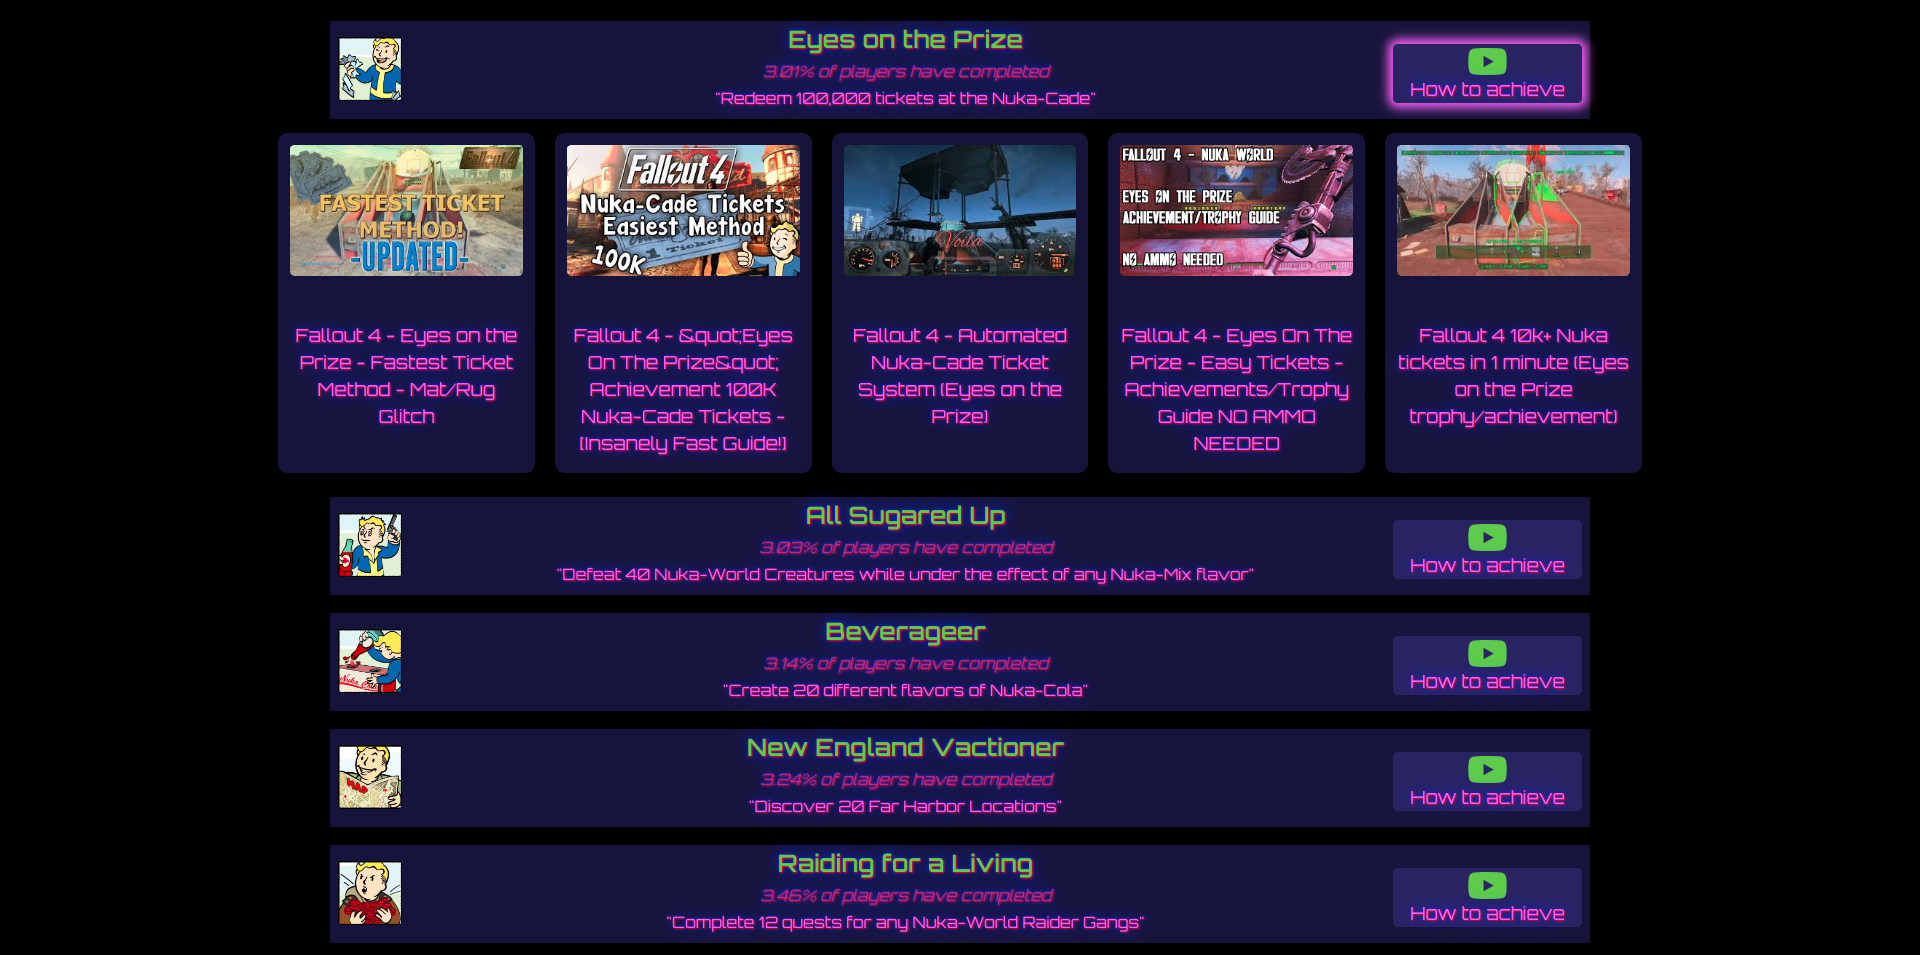 Eyes on the Prize
3.01% of players have completed
"Redeem 100,000 tickets at the Nuka-Cade"
How to achieve
Fallout 4
FASTEST TICKET
METHOD!
-UPDATED-
Fallout 4 - Eyes on the
Prize - Fastest Ticket
Method - Mat/Rug
Glitch
Fallout 4
Nuka-Cade Tickets
Easiest Method
Ticket
100K
Fallout 4 - &quot;Eyes
On The Prize&quot;
Achievement 100K
Nuka-Cade Tickets -
[Insanely Fast Guide!]
Voila
Fallout 4 - Automated
Nuka-Cade Ticket
System (Eyes on the
Prize)
FALLOUT 4 - NUKA WORLD
EYES ON THE PRIZE
ACHIEVEMENT/TROPHY GUIDE
NO AMMO NEEDED
Fallout 4 - Eyes On The
Prize - Easy Tickets -
Achievements/Trophy
Guide NO AMMO
NEEDED
Fallout 4 10k+ Nuka
tickets in 1 minute (Eyes
on the Prize
trophy/achievement)
All Sugared Up
3.03% of players have completed
"Defeat 40 Nuka-World Creatures while under the effect of any Nuka-Mix flavor"
How to achieve
Beverageer
3.14% of players have completed
"Create 20 different flavors of Nuka-Cola"
How to achieve
New England Vactioner
3.24% of players have completed
"Discover 20 Far Harbor Locations"
How to achieve
MAP
Raiding for a Living
3.46% of players have completed
"Complete 12 quests for any Nuka-World Raider Gangs"
How to achieve